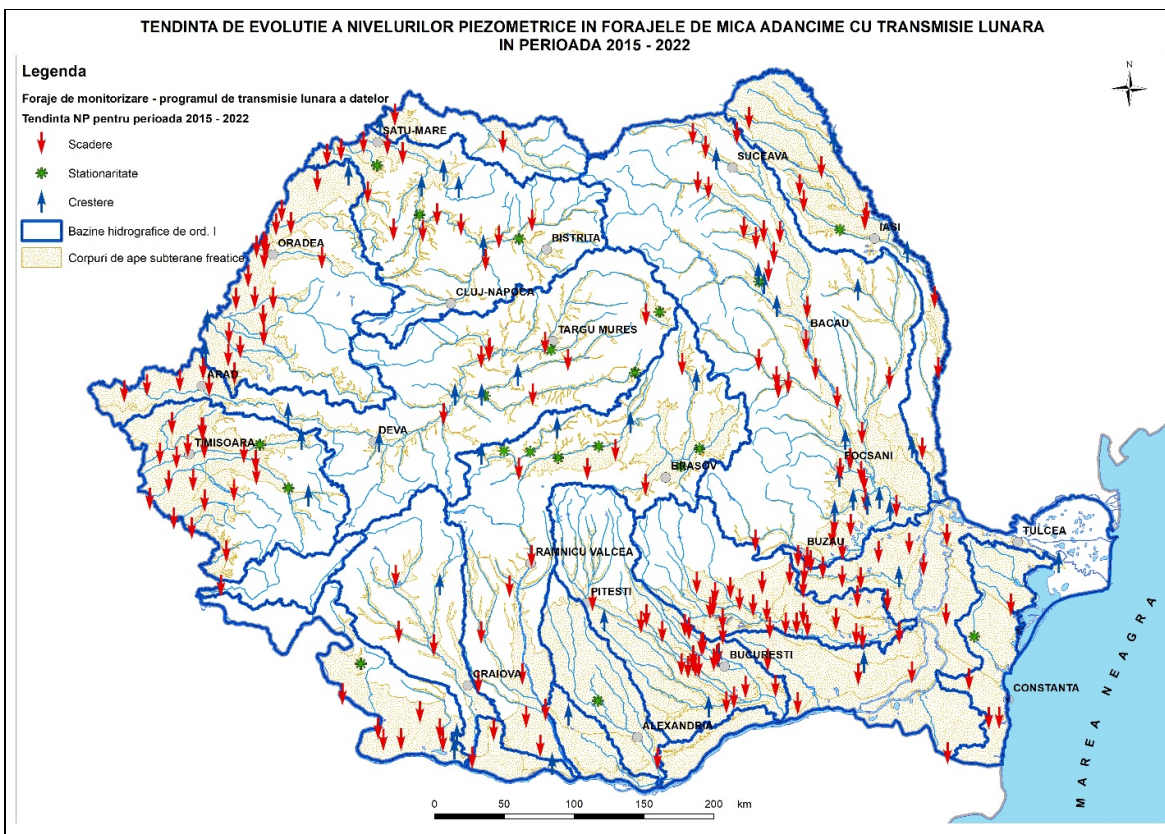 TENDINTA DE EVOLUTIE A NIVELURILOR PIEZOMETRICE IN FORAJELE DE MICA ADANCIME CU TRANSMISIE LUNARA
IN PERIOADA 2015 - 2022
Legenda
Foraje de monitorizare - programul de transmisie lunara a datelor
Tendinta NP pentru perioada 2015 - 2022
Scadere
Stationaritate
Crestere
Bazine hidrografice de ord. I
Corpuri de ape subterane freatice
N
SATU-MARE
SUCEAVA
IASI
ORADEA
BISTRITA
CLUJ-NAPOCA
TARGU MURES
BACAU
ARAD
DEVA
TIMISOARA
FOCSANI
BRASOV
TULCEA
BUZAU
RAMNICU VALCEA
PITESTI
BUCURESTI
CRAIOVA
CONSTANTA
ALEXANDRIA
MAREA NEAGRA
0 50 100 150 200 km